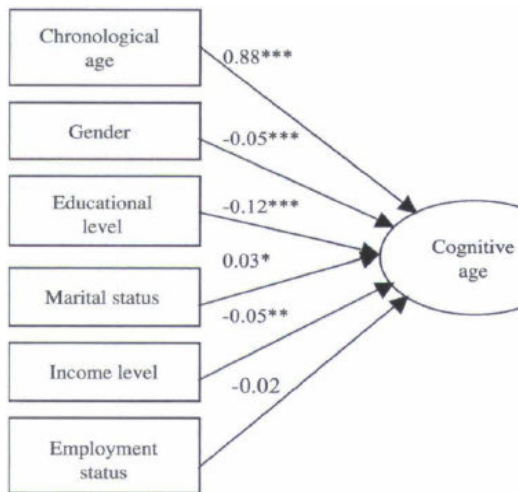 Chronological
age
0.88***
Gender
-0.05***
Educational
level
-0.12***
Cognitive
age
0.03*
Marital status
-0.05**
Income level
-0.02
Employment
status